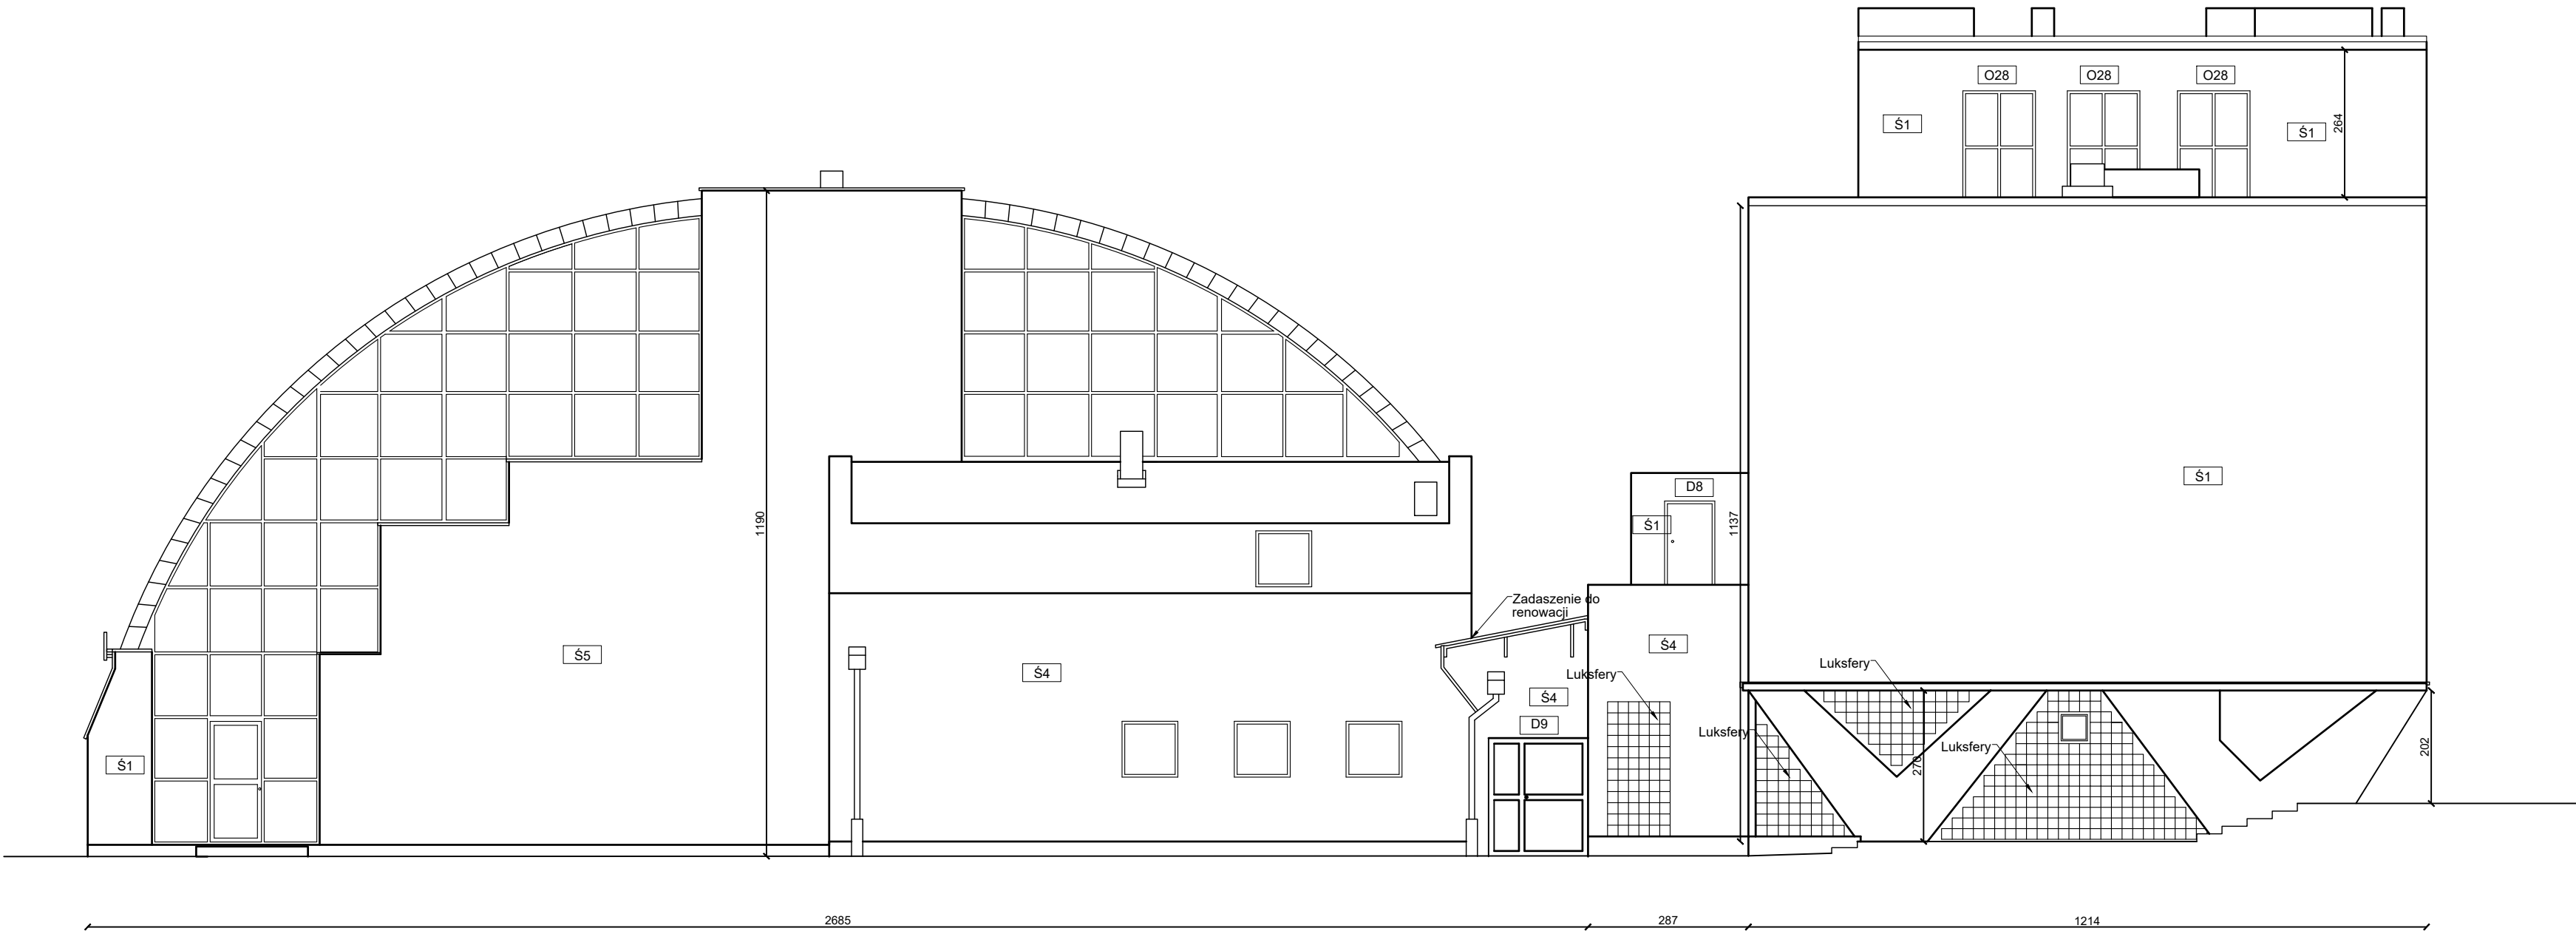 O28
O28
O28
Ś1
Ś1
264
Ś1
D8
Ś1
1137
1190
Zadaszenie do
renowacji
Ś5
Ś4
Ś4
Luksfery
Luksfery
Ś4
D9
Luksfery
Luksfery
270
202
Ś1
2685
287
1214